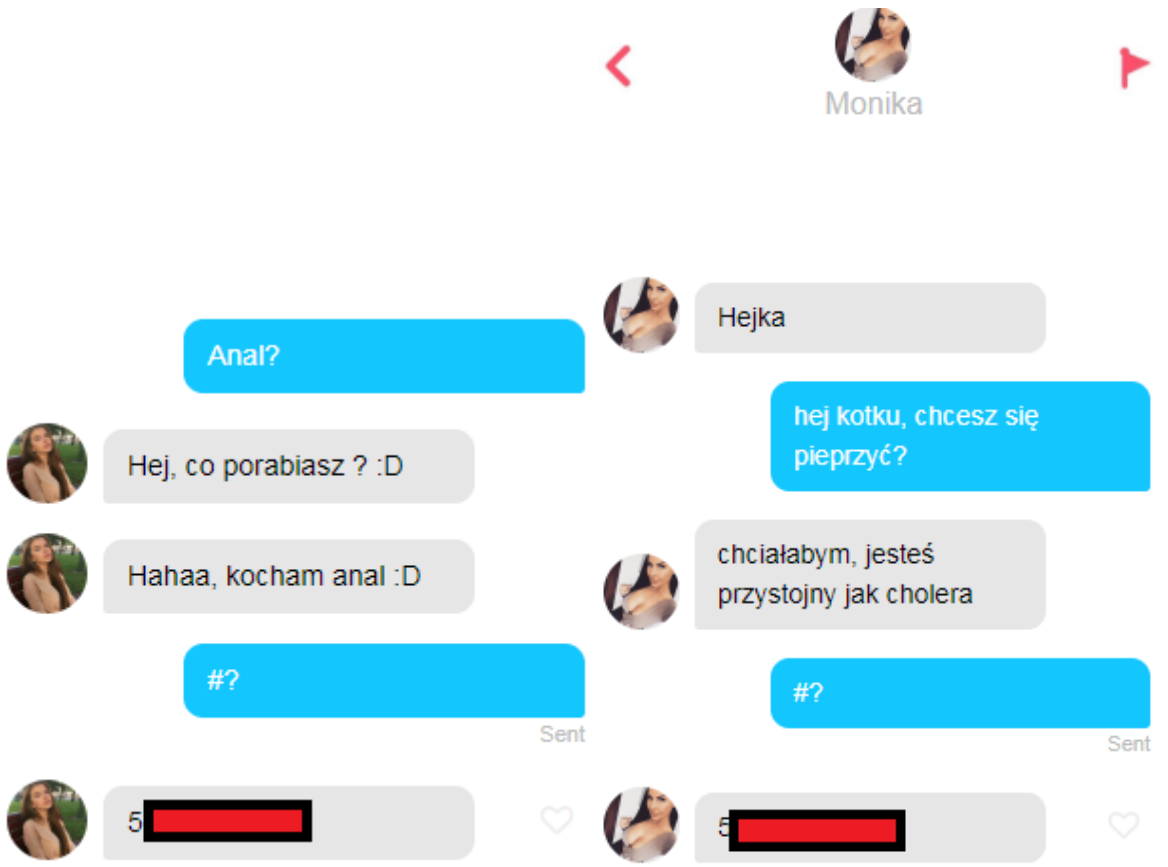 Anal?
Hej, co porabiasz ? :D
Hahaa, kocham anal :D
#?
Sent
5
Monika
Hejka
hej kotku, chcesz się
pieprzyć?
chciałabym, jesteś
przystojny jak cholera
#?
Sent
5